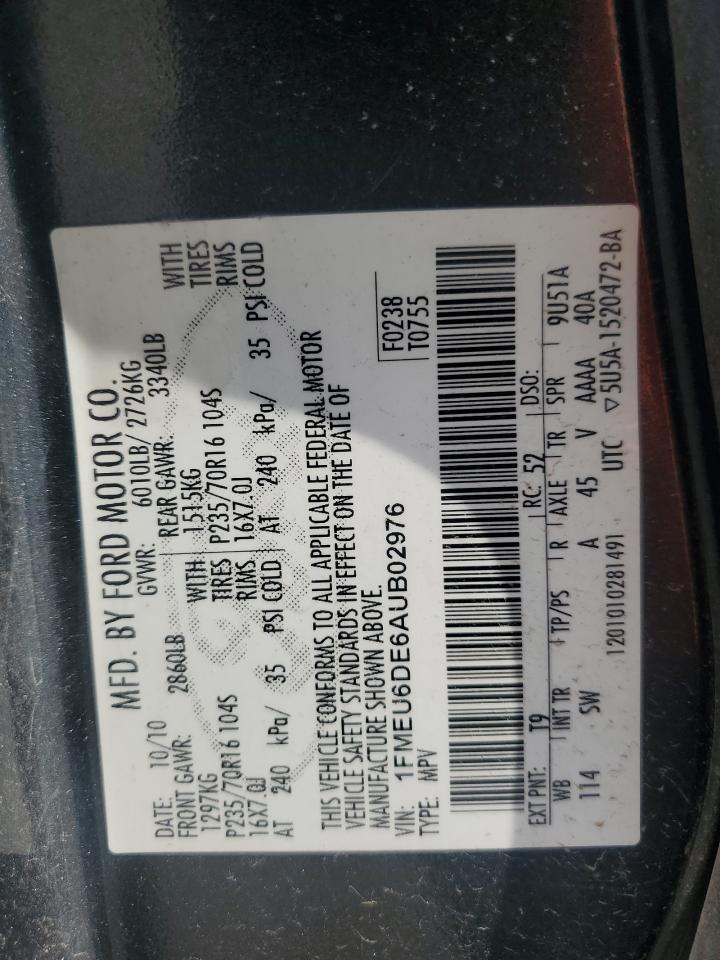 MFD. BY FORD MOTOR CO.
DATE: 10/10 GVWR: 6010LB/ 2726KG
FRONT GAWR: 2860LB REAR GAWR: 3340LB
1297KG WITH 1515KG WITH
P235/70R16 104S TIRES P235/70R16 104S TIRES
16X7.0J RIMS 16X7.0J RIMS
AT 240 kPa/ 35 PSI COLD AT 240 kPa/ 35 PSI COLD
THIS VEHICLE CONFORMS TO ALL APPLICABLE FEDERAL MOTOR
VEHICLE SAFETY STANDARDS IN EFFECT ON THE DATE OF
MANUFACTURE SHOWN ABOVE.
F0238
T0755
VIN: 1FMEU6DE6AUB02976
TYPE: MPV
EXT PNT: T9 RC: 52 DSO:
WB INT TR TP/PS R AXLE TR SPR 9U51A
114 SW A 45 V AAAA 40A
1201010281491 UTC ▽5U5A-1520472-BA